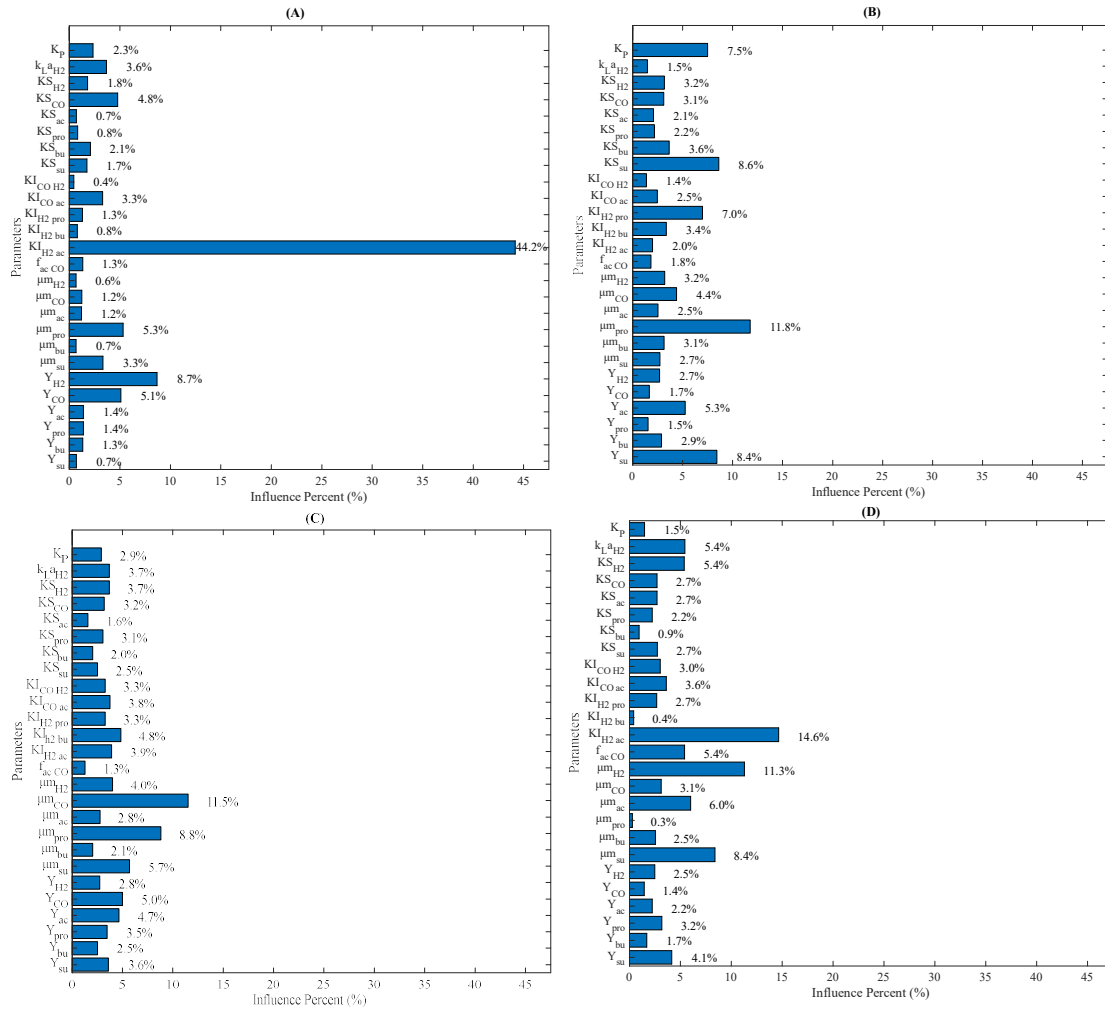 (A)
K_P 2.3%
k_L a_H2 3.6%
KS_H2 1.8%
KS_CO 4.8%
KS_ac 0.7%
KS_pro 0.8%
KS_bu 2.1%
KS_su 1.7%
KI_CO H2 0.4%
KI_CO ac 3.3%
KI_H2 pro 1.3%
KI_H2 bu 0.8%
KI_H2 ac 44.2%
f_ac CO 1.3%
μm_H2 0.6%
μm_CO 1.2%
μm_ac 1.2%
μm_pro 5.3%
μm_bu 0.7%
μm_su 3.3%
Y_H2 8.7%
Y_CO 5.1%
Y_ac 1.4%
Y_pro 1.4%
Y_bu 1.3%
Y_su 0.7%
Parameters
0 5 10 15 20 25 30 35 40 45
Influence Percent (%)
(B)
K_P 7.5%
k_L a_H2 1.5%
KS_H2 3.2%
KS_CO 3.1%
KS_ac 2.1%
KS_pro 2.2%
KS_bu 3.6%
KS_su 8.6%
KI_CO H2 1.4%
KI_CO ac 2.5%
KI_H2 pro 7.0%
KI_H2 bu 3.4%
KI_H2 ac 2.0%
f_ac CO 1.8%
μm_H2 3.2%
μm_CO 4.4%
μm_ac 2.5%
μm_pro 11.8%
μm_bu 3.1%
μm_su 2.7%
Y_H2 2.7%
Y_CO 1.7%
Y_ac 5.3%
Y_pro 1.5%
Y_bu 2.9%
Y_su 8.4%
Parameters
0 5 10 15 20 25 30 35 40 45
Influence Percent (%)
(C)
K_P 2.9%
k_L a_H2 3.7%
KS_H2 3.7%
KS_CO 3.2%
KS_ac 1.6%
KS_pro 3.1%
KS_bu 2.0%
KS_su 2.5%
KI_CO H2 3.3%
KI_CO ac 3.8%
KI_H2 pro 3.3%
KI_h2 bu 4.8%
KI_H2 ac 3.9%
f_ac CO 1.3%
μm_H2 4.0%
μm_CO 11.5%
μm_ac 2.8%
μm_pro 8.8%
μm_bu 2.1%
μm_su 5.7%
Y_H2 2.8%
Y_CO 5.0%
Y_ac 4.7%
Y_pro 3.5%
Y_bu 2.5%
Y_su 3.6%
Parameters
0 5 10 15 20 25 30 35 40 45
Influence Percent (%)
(D)
K_P 1.5%
k_L a_H2 5.4%
KS_H2 5.4%
KS_CO 2.7%
KS_ac 2.7%
KS_pro 2.2%
KS_bu 0.9%
KS_su 2.7%
KI_CO H2 3.0%
KI_CO ac 3.6%
KI_H2 pro 2.7%
KI_H2 bu 0.4%
KI_H2 ac 14.6%
f_ac CO 5.4%
μm_H2 11.3%
μm_CO 3.1%
μm_ac 6.0%
μm_pro 0.3%
μm_bu 2.5%
μm_su 8.4%
Y_H2 2.5%
Y_CO 1.4%
Y_ac 2.2%
Y_pro 3.2%
Y_bu 1.7%
Y_su 4.1%
Parameters
0 5 10 15 20 25 30 35 40 45
Influence Percent (%)